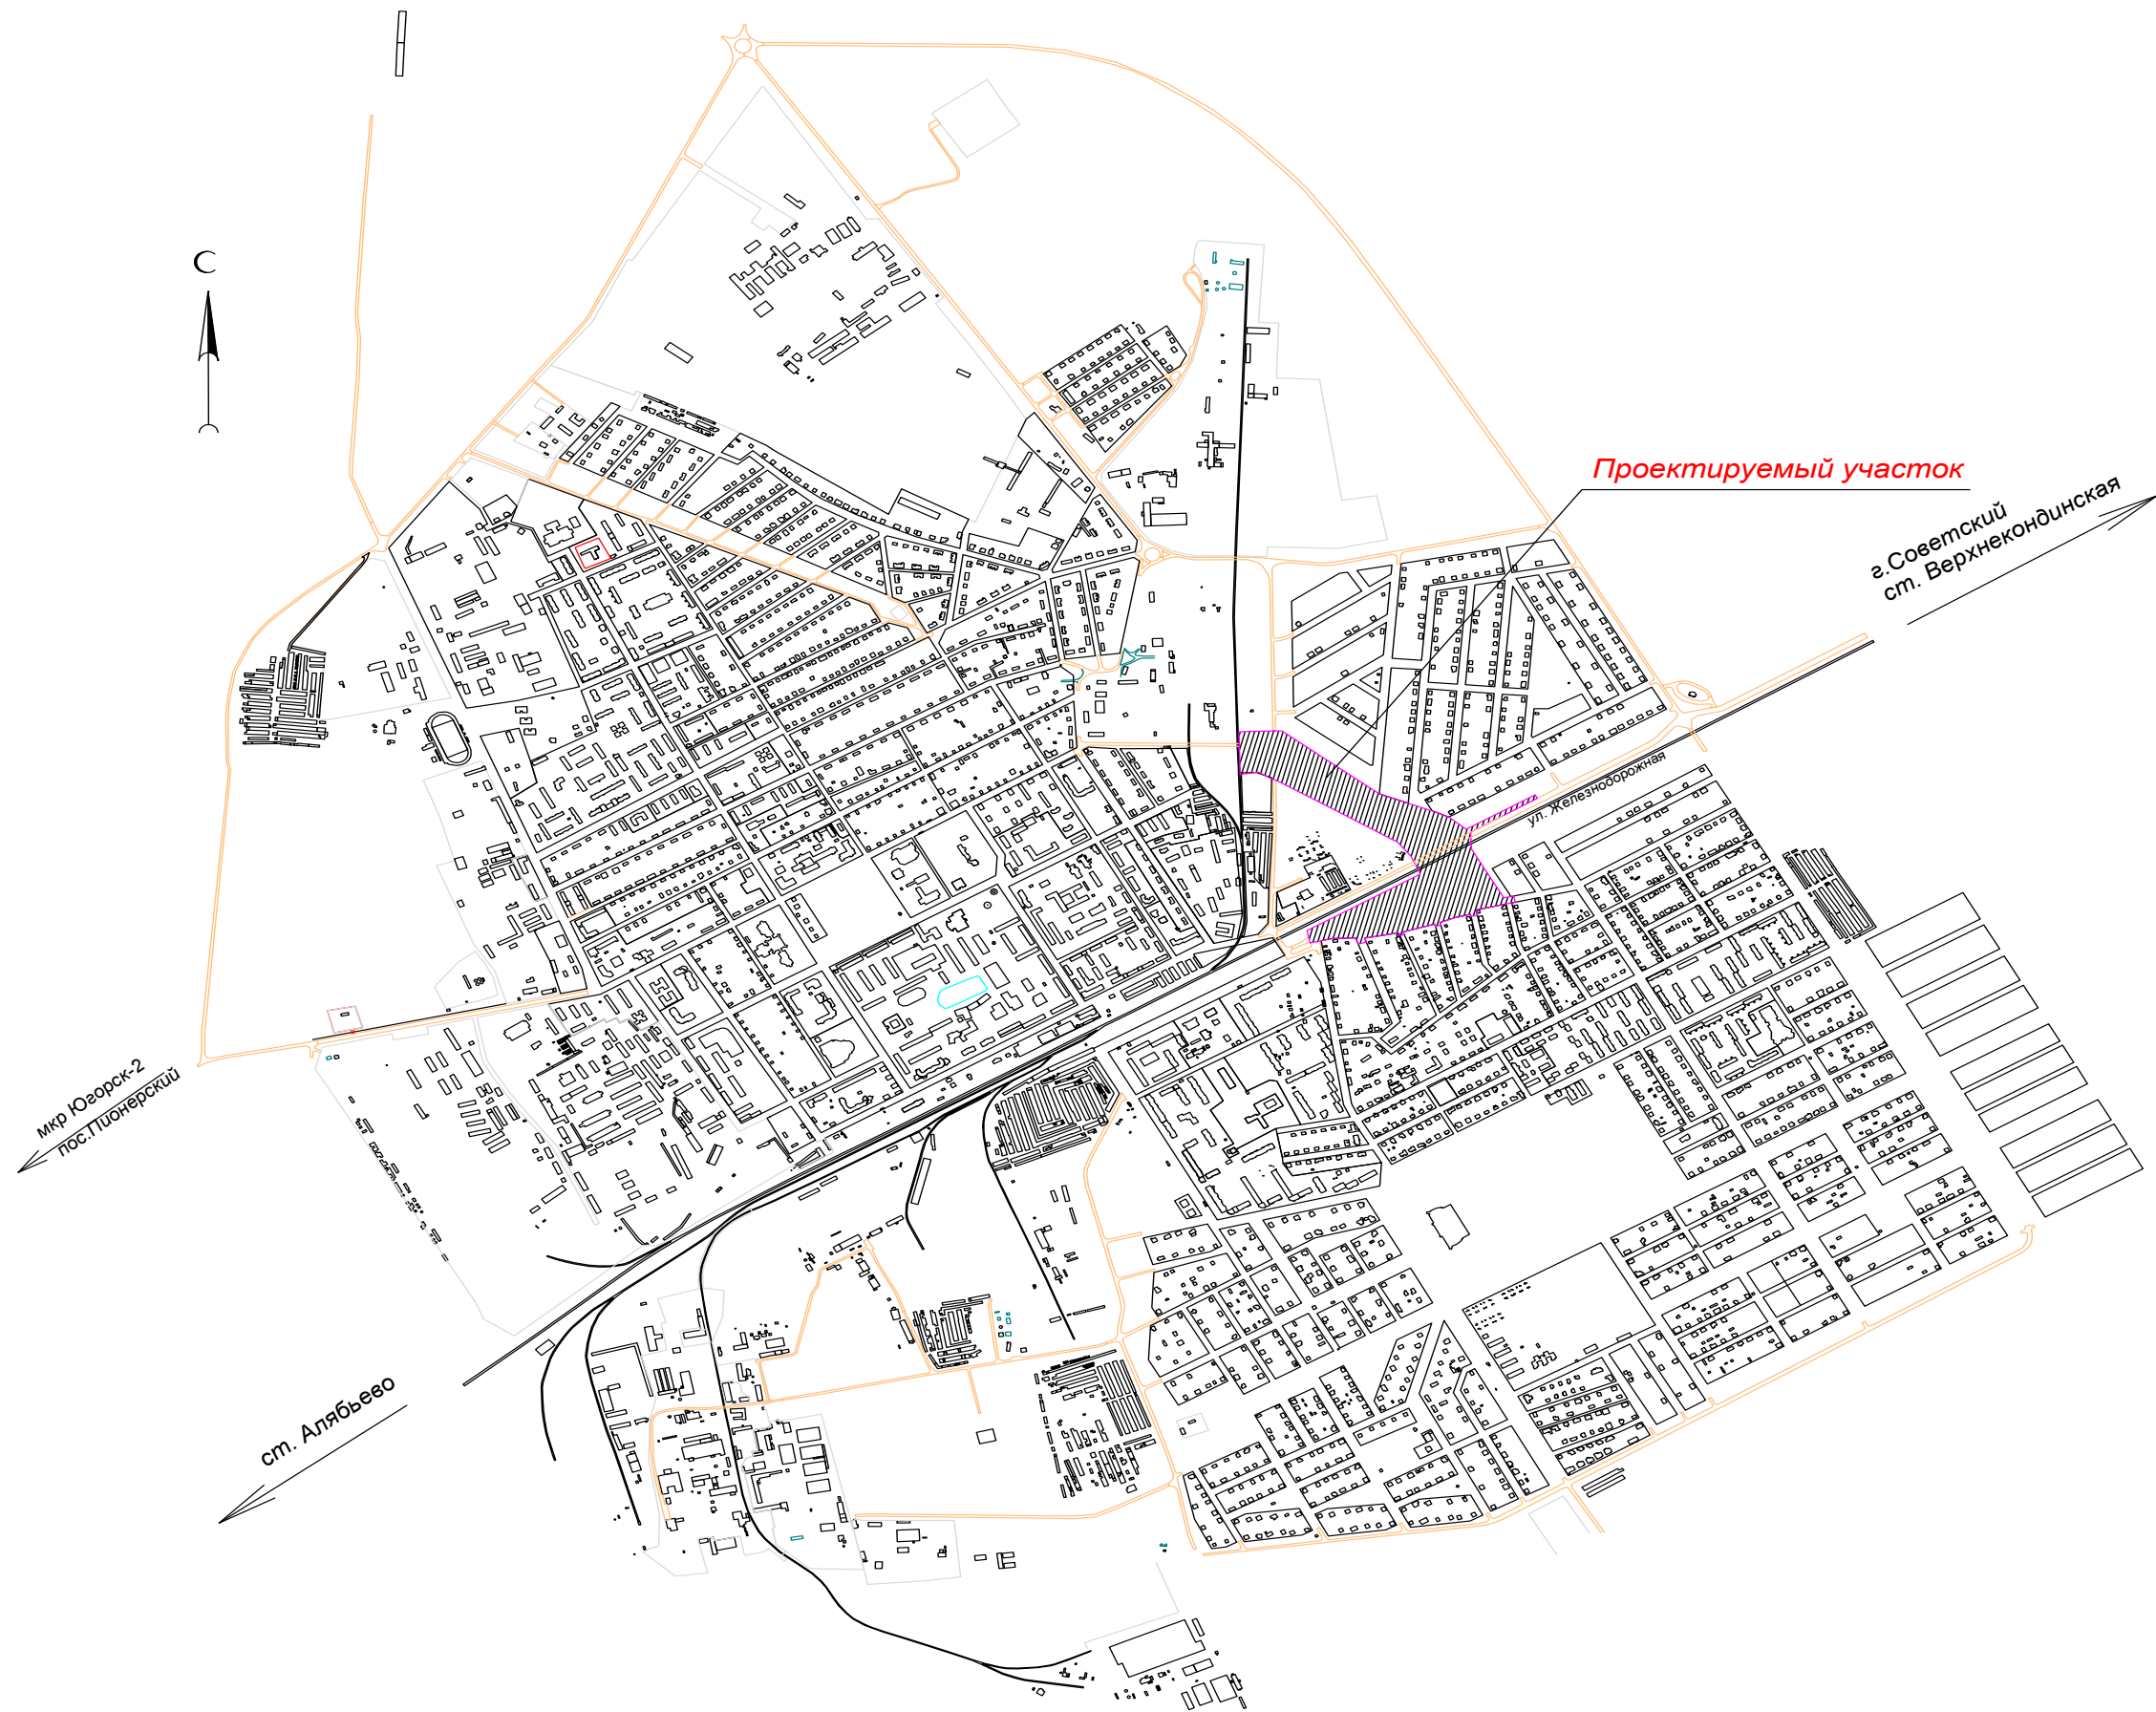 С
Проектируемый участок
г.Советский
ст. Верхнекондинская
ул. Железнодорожная
мкр Югорск-2
пос.Пионерский
ст. Алябьево